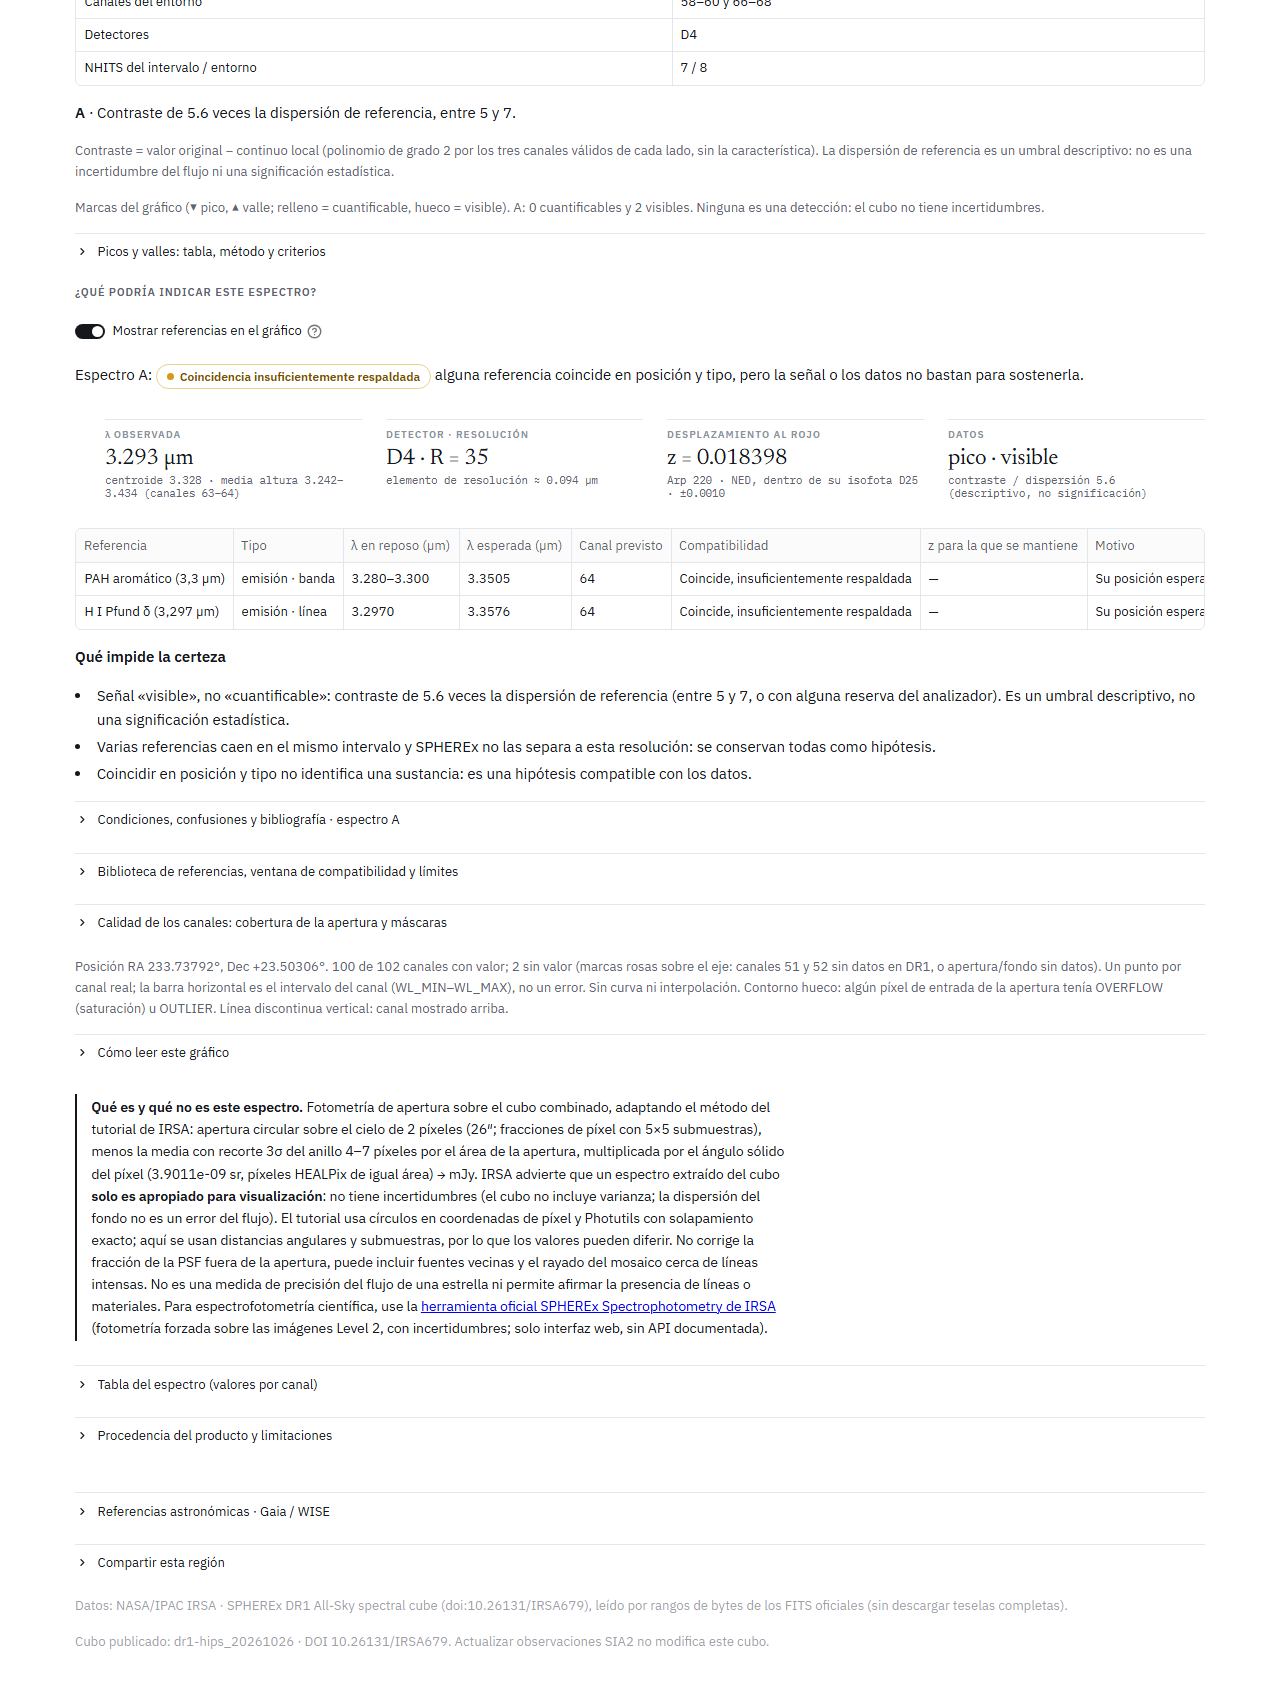 Canales del entorno 58–60 y 66–68
Detectores D4
NHITS del intervalo / entorno 7 / 8
A · Contraste de 5.6 veces la dispersión de referencia, entre 5 y 7.
Contraste = valor original − continuo local (polinomio de grado 2 por los tres canales válidos de cada lado, sin la característica). La dispersión de referencia es un umbral descriptivo: no es una
incertidumbre del flujo ni una significación estadística.
Marcas del gráfico (▾ pico, ▴ valle; relleno = cuantificable, hueco = visible). A: 0 cuantificables y 2 visibles. Ninguna es una detección: el cubo no tiene incertidumbres.
Picos y valles: tabla, método y criterios
¿QUÉ PODRÍA INDICAR ESTE ESPECTRO?
Mostrar referencias en el gráfico ?
Espectro A: Coincidencia insuficientemente respaldada alguna referencia coincide en posición y tipo, pero la señal o los datos no bastan para sostenerla.
λ OBSERVADA
3.293 μm
centroide 3.328 · media altura 3.242–
3.434 (canales 63–64)
DETECTOR · RESOLUCIÓN
D4 · R = 35
elemento de resolución ≈ 0.094 μm
DESPLAZAMIENTO AL ROJO
z = 0.018398
Arp 220 · NED, dentro de su isofota D25
· ±0.0010
DATOS
pico · visible
contraste / dispersión 5.6
(descriptivo, no significación)
Referencia Tipo λ en reposo (μm) λ esperada (μm) Canal previsto Compatibilidad z para la que se mantiene Motivo
PAH aromático (3,3 μm) emisión · banda 3.280–3.300 3.3505 64 Coincide, insuficientemente respaldada — Su posición espera
H I Pfund δ (3,297 μm) emisión · línea 3.2970 3.3576 64 Coincide, insuficientemente respaldada — Su posición espera
Qué impide la certeza
• Señal «visible», no «cuantificable»: contraste de 5.6 veces la dispersión de referencia (entre 5 y 7, o con alguna reserva del analizador). Es un umbral descriptivo, no
una significación estadística.
• Varias referencias caen en el mismo intervalo y SPHEREx no las separa a esta resolución: se conservan todas como hipótesis.
• Coincidir en posición y tipo no identifica una sustancia: es una hipótesis compatible con los datos.
Condiciones, confusiones y bibliografía · espectro A
Biblioteca de referencias, ventana de compatibilidad y límites
Calidad de los canales: cobertura de la apertura y máscaras
Posición RA 233.73792°, Dec +23.50306°. 100 de 102 canales con valor; 2 sin valor (marcas rosas sobre el eje: canales 51 y 52 sin datos en DR1, o apertura/fondo sin datos). Un punto por
canal real; la barra horizontal es el intervalo del canal (WL_MIN–WL_MAX), no un error. Sin curva ni interpolación. Contorno hueco: algún píxel de entrada de la apertura tenía OVERFLOW
(saturación) u OUTLIER. Línea discontinua vertical: canal mostrado arriba.
Cómo leer este gráfico
Qué es y qué no es este espectro. Fotometría de apertura sobre el cubo combinado, adaptando el método del
tutorial de IRSA: apertura circular sobre el cielo de 2 píxeles (26″; fracciones de píxel con 5×5 submuestras),
menos la media con recorte 3σ del anillo 4–7 píxeles por el área de la apertura, multiplicada por el ángulo sólido
del píxel (3.9011e-09 sr, píxeles HEALPix de igual área) → mJy. IRSA advierte que un espectro extraído del cubo
solo es apropiado para visualización: no tiene incertidumbres (el cubo no incluye varianza; la dispersión del
fondo no es un error del flujo). El tutorial usa círculos en coordenadas de píxel y Photutils con solapamiento
exacto; aquí se usan distancias angulares y submuestras, por lo que los valores pueden diferir. No corrige la
fracción de la PSF fuera de la apertura, puede incluir fuentes vecinas y el rayado del mosaico cerca de líneas
intensas. No es una medida de precisión del flujo de una estrella ni permite afirmar la presencia de líneas o
materiales. Para espectrofotometría científica, use la herramienta oficial SPHEREx Spectrophotometry de IRSA
(fotometría forzada sobre las imágenes Level 2, con incertidumbres; solo interfaz web, sin API documentada).
Tabla del espectro (valores por canal)
Procedencia del producto y limitaciones
Referencias astronómicas · Gaia / WISE
Compartir esta región
Datos: NASA/IPAC IRSA · SPHEREx DR1 All-Sky spectral cube (doi:10.26131/IRSA679), leído por rangos de bytes de los FITS oficiales (sin descargar teselas completas).
Cubo publicado: dr1-hips_20261026 · DOI 10.26131/IRSA679. Actualizar observaciones SIA2 no modifica este cubo.